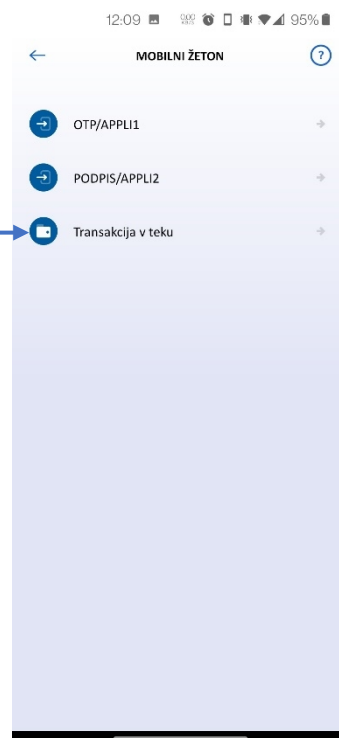 12:09 95%
MOBILNI ŽETON ?
OTP/APPLI1
PODPIS/APPLI2
Transakcija v teku